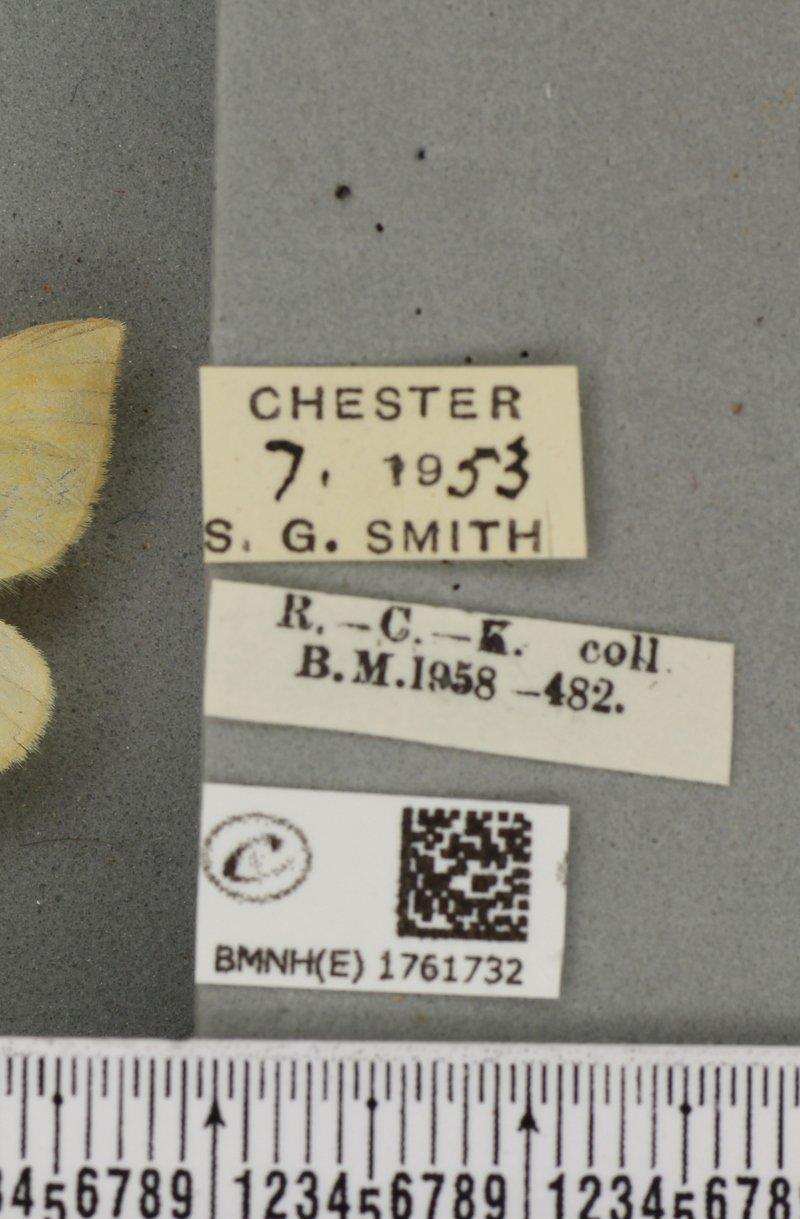 CHESTER
7. 1953
S. G. SMITH
R.–C.–K. coll.
B.M.1958–482.
C
BMNH(E) 1761732
3456789 123456789 12345678